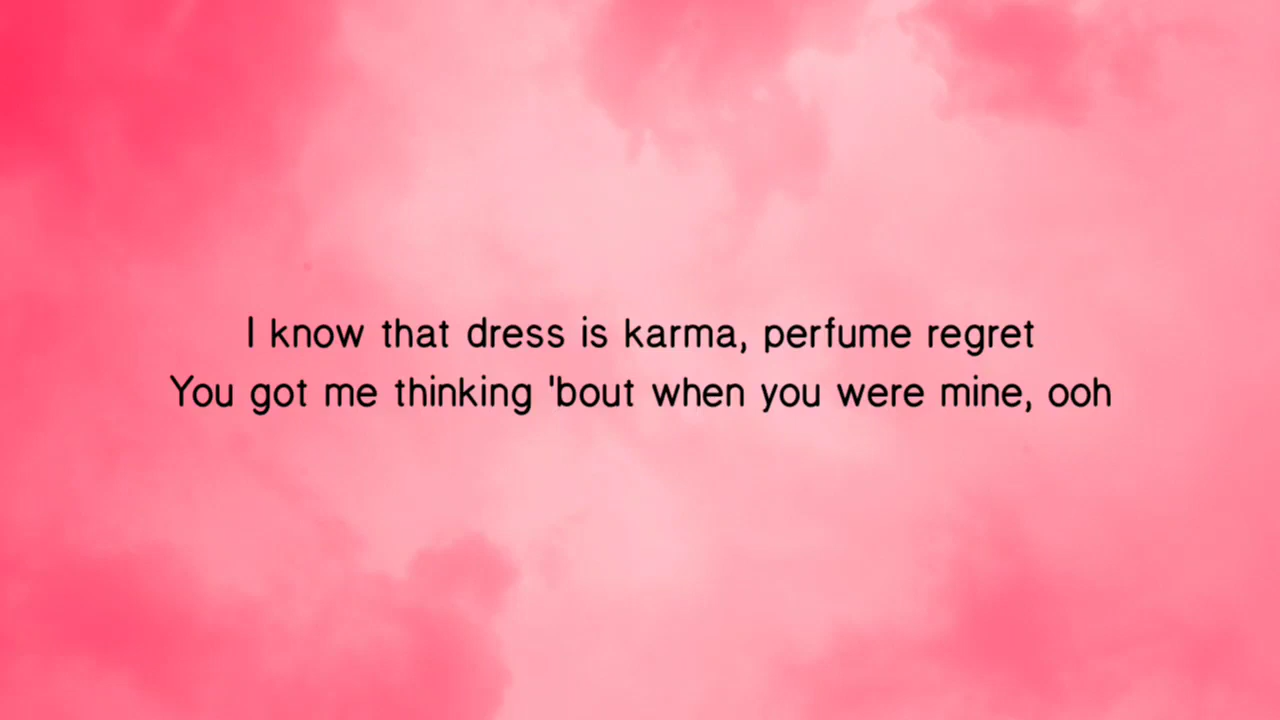 I know that dress is karma, perfume regret
You got me thinking 'bout when you were mine, ooh